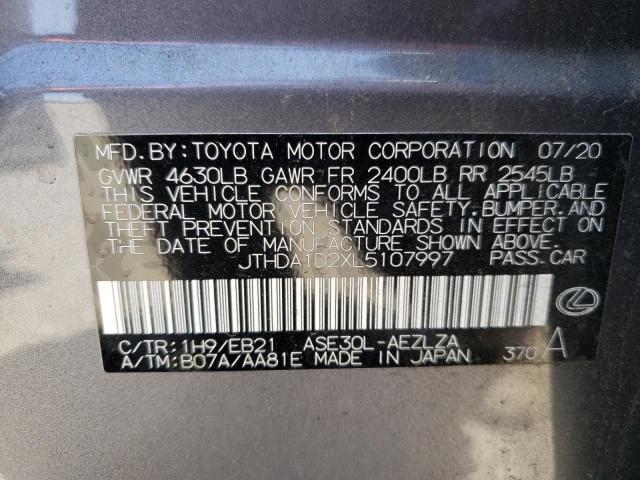 MFD.BY:TOYOTA MOTOR CORPORATION 07/20
GVWR 4630LB GAWR FR 2400LB RR 2545LB
THIS VEHICLE CONFORMS TO ALL APPLICABLE
FEDERAL MOTOR VEHICLE SAFETY,BUMPER,AND
THEFT PREVENTION STANDARDS IN EFFECT ON
THE DATE OF MANUFACTURE SHOWN ABOVE.
JTHDA1D2XL5107997 PASS.CAR
C/TR:1H9/EB21 ASE30L-AEZLZA
A/TM:B07A/AA81E MADE IN JAPAN 370 A